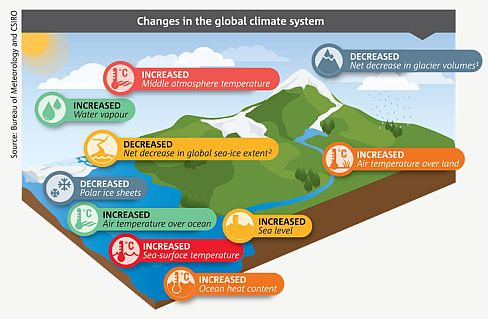 Changes in the global climate system
Source: Bureau of Meteorology and CSIRO
DECREASED
Net decrease in glacier volumes¹
INCREASED
Middle atmosphere temperature
INCREASED
Water vapour
DECREASED
Net decrease in global sea-ice extent²
INCREASED
Air temperature over land
DECREASED
Polar ice sheets
INCREASED
Air temperature over ocean
INCREASED
Sea level
INCREASED
Sea-surface temperature
INCREASED
Ocean heat content
°C
°C
°C
°C
°C